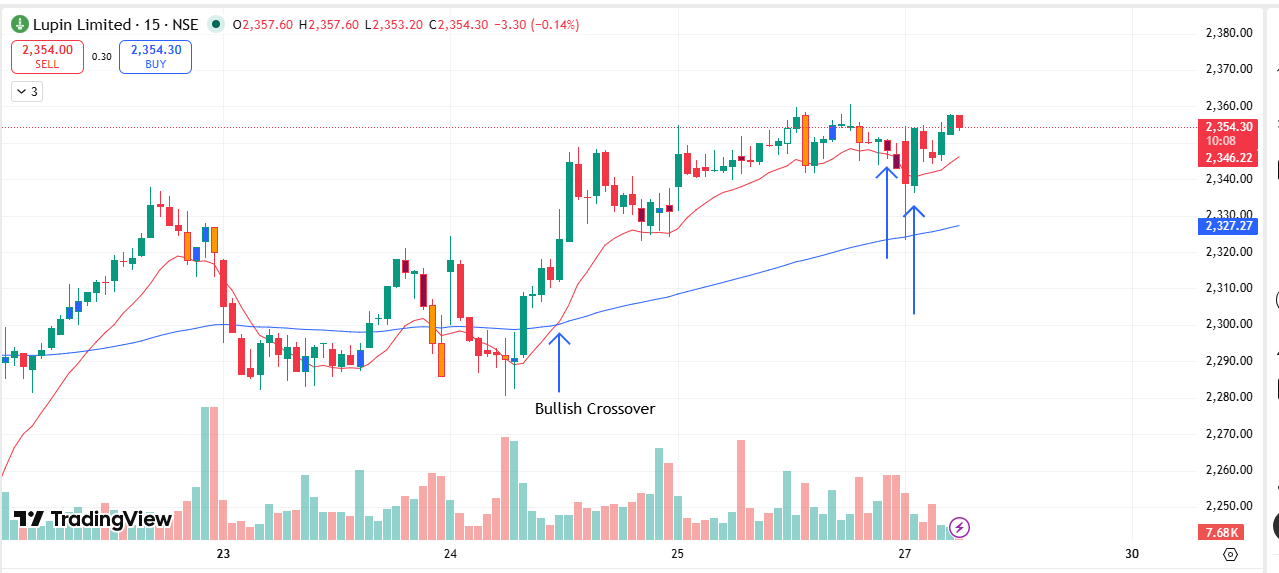 Lupin Limited · 15 · NSE O2,357.60 H2,357.60 L2,353.20 C2,354.30 −3.30 (−0.14%)
2,354.00 0.30 2,354.30
SELL BUY
3
2,380.00
2,370.00
2,360.00
2,354.30
10:08
2,346.22
2,340.00
2,330.00
2,327.27
2,320.00
2,310.00
2,300.00
2,290.00
2,280.00
Bullish Crossover
2,270.00
2,260.00
2,250.00
TradingView
7.68K
23 24 25 27 30